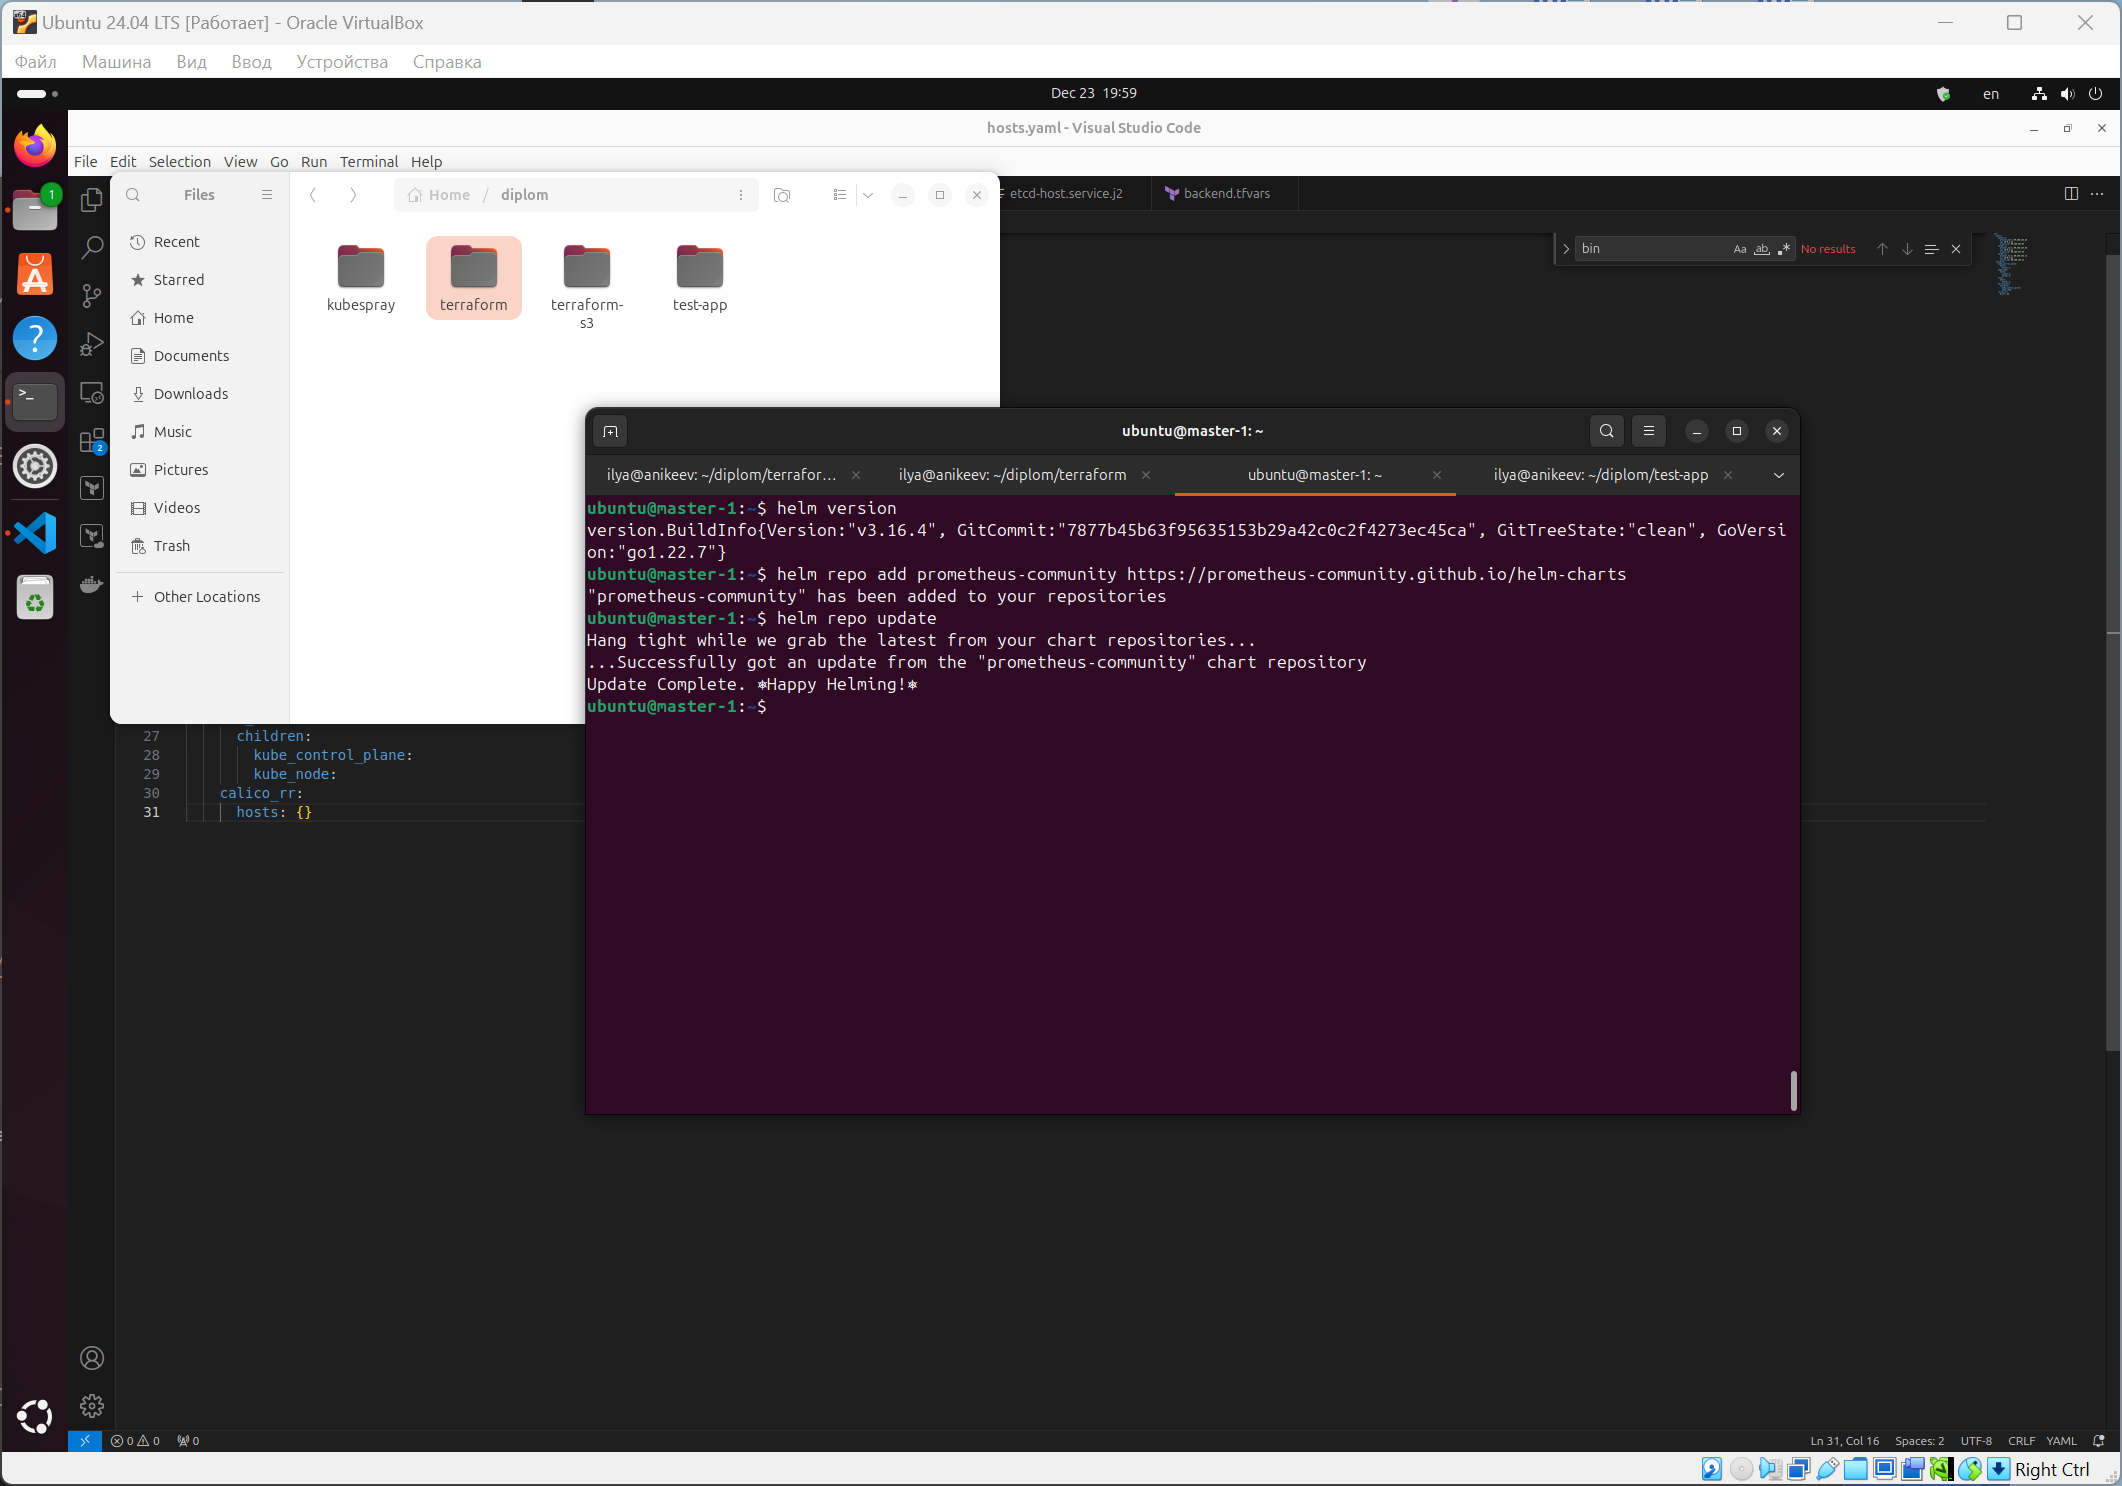 Ubuntu 24.04 LTS [Работает] - Oracle VirtualBox
Файл Машина Вид Ввод Устройства Справка
Dec 23 19:59
en
hosts.yaml - Visual Studio Code
File Edit Selection View Go Run Terminal Help
1
Files
Home / diplom
etcd-host.service.j2
backend.tfvars
Recent
Starred
Home
Documents
Downloads
Music
Pictures
Videos
Trash
Other Locations
kubespray
terraform
terraform-
s3
test-app
bin
Aa ab
No results
2
ubuntu@master-1: ~
ilya@anikeev: ~/diplom/terrafor…
ilya@anikeev: ~/diplom/terraform
ubuntu@master-1: ~
ilya@anikeev: ~/diplom/test-app
ubuntu@master-1:~$ helm version
version.BuildInfo{Version:"v3.16.4", GitCommit:"7877b45b63f95635153b29a42c0c2f4273ec45ca", GitTreeState:"clean", GoVersi
on:"go1.22.7"}
ubuntu@master-1:~$ helm repo add prometheus-community https://prometheus-community.github.io/helm-charts
"prometheus-community" has been added to your repositories
ubuntu@master-1:~$ helm repo update
Hang tight while we grab the latest from your chart repositories...
...Successfully got an update from the "prometheus-community" chart repository
Update Complete. ⎈Happy Helming!⎈
ubuntu@master-1:~$
27 children:
28 kube_control_plane:
29 kube_node:
30 calico_rr:
31 hosts: {}
0 0 0
Ln 31, Col 16 Spaces: 2 UTF-8 CRLF YAML
Right Ctrl